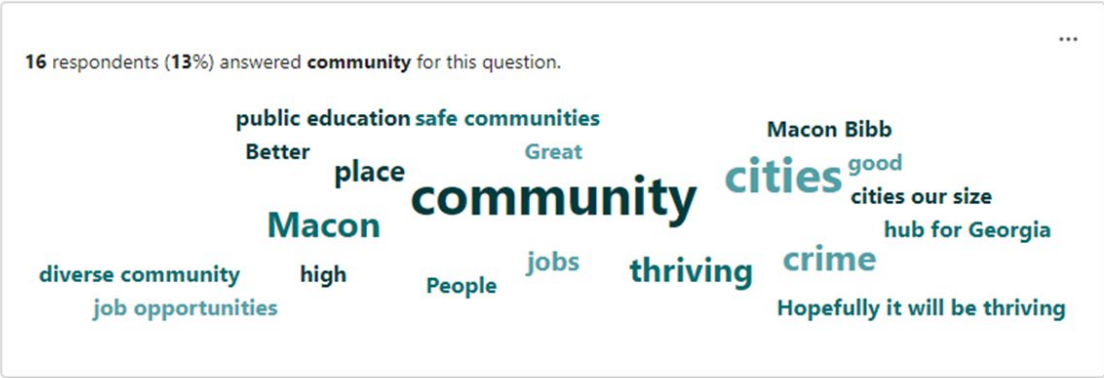 ...
16 respondents (13%) answered community for this question.
public education safe communities
Macon Bibb
Better
Great
place
cities
good
community
cities our size
Macon
hub for Georgia
jobs
crime
diverse community
high
thriving
People
job opportunities
Hopefully it will be thriving